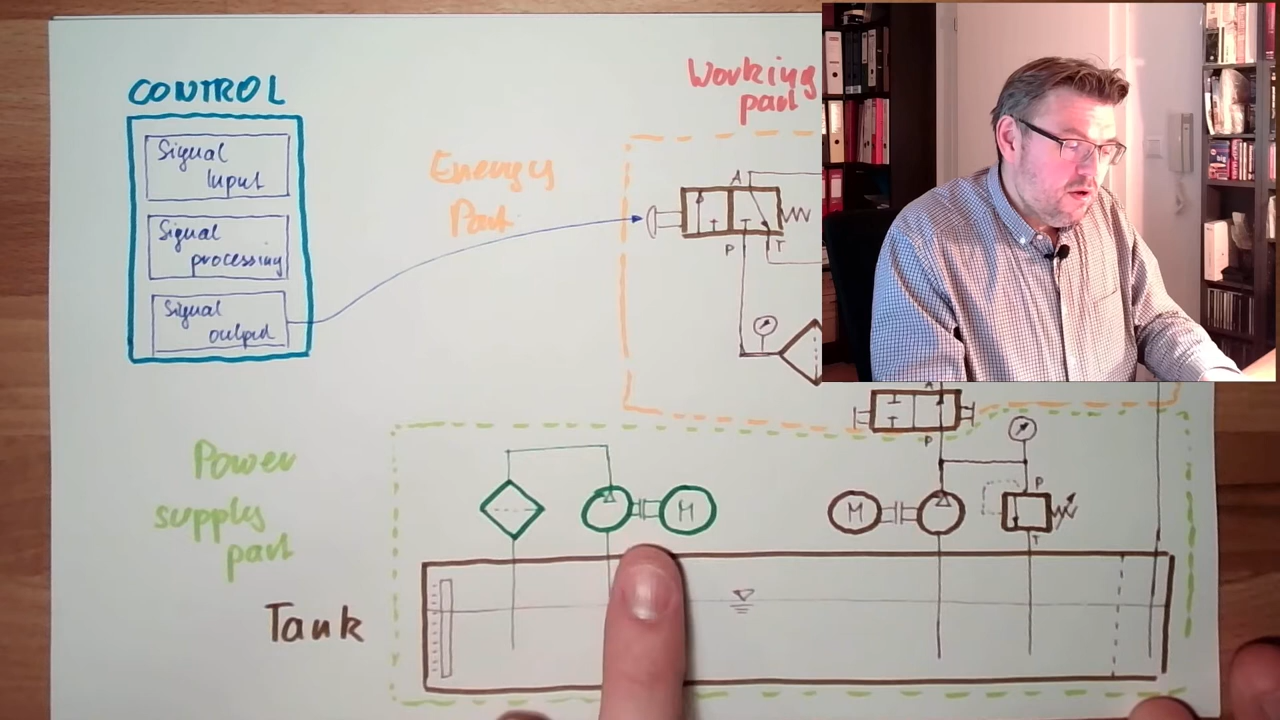 CONTROL
Signal
Input
Signal
processing
Signal
output
Energy
Part
Working
part
A
P
T
A
P
M
M
P
T
Power
supply
part
Tank